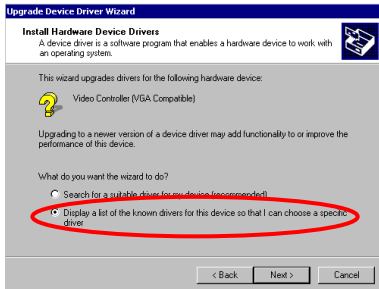 Upgrade Device Driver Wizard
Install Hardware Device Drivers
A device driver is a software program that enables a hardware device to work with
an operating system.
This wizard upgrades drivers for the following hardware device:
Video Controller (VGA Compatible)
Upgrading to a newer version of a device driver may add functionality to or improve the
performance of this device.
What do you want the wizard to do?
Search for a suitable driver for my device (recommended)
Display a list of the known drivers for this device so that I can choose a specific
driver
< Back
Next >
Cancel